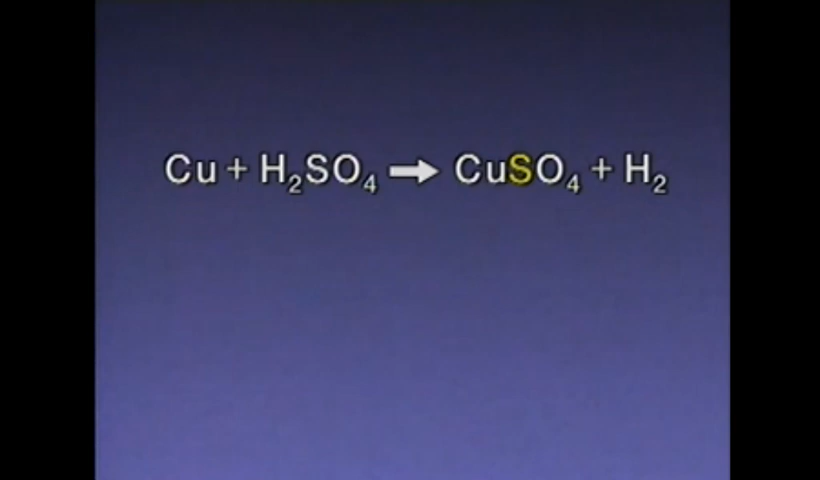 Cu + H₂SO₄ → CuSO₄ + H₂